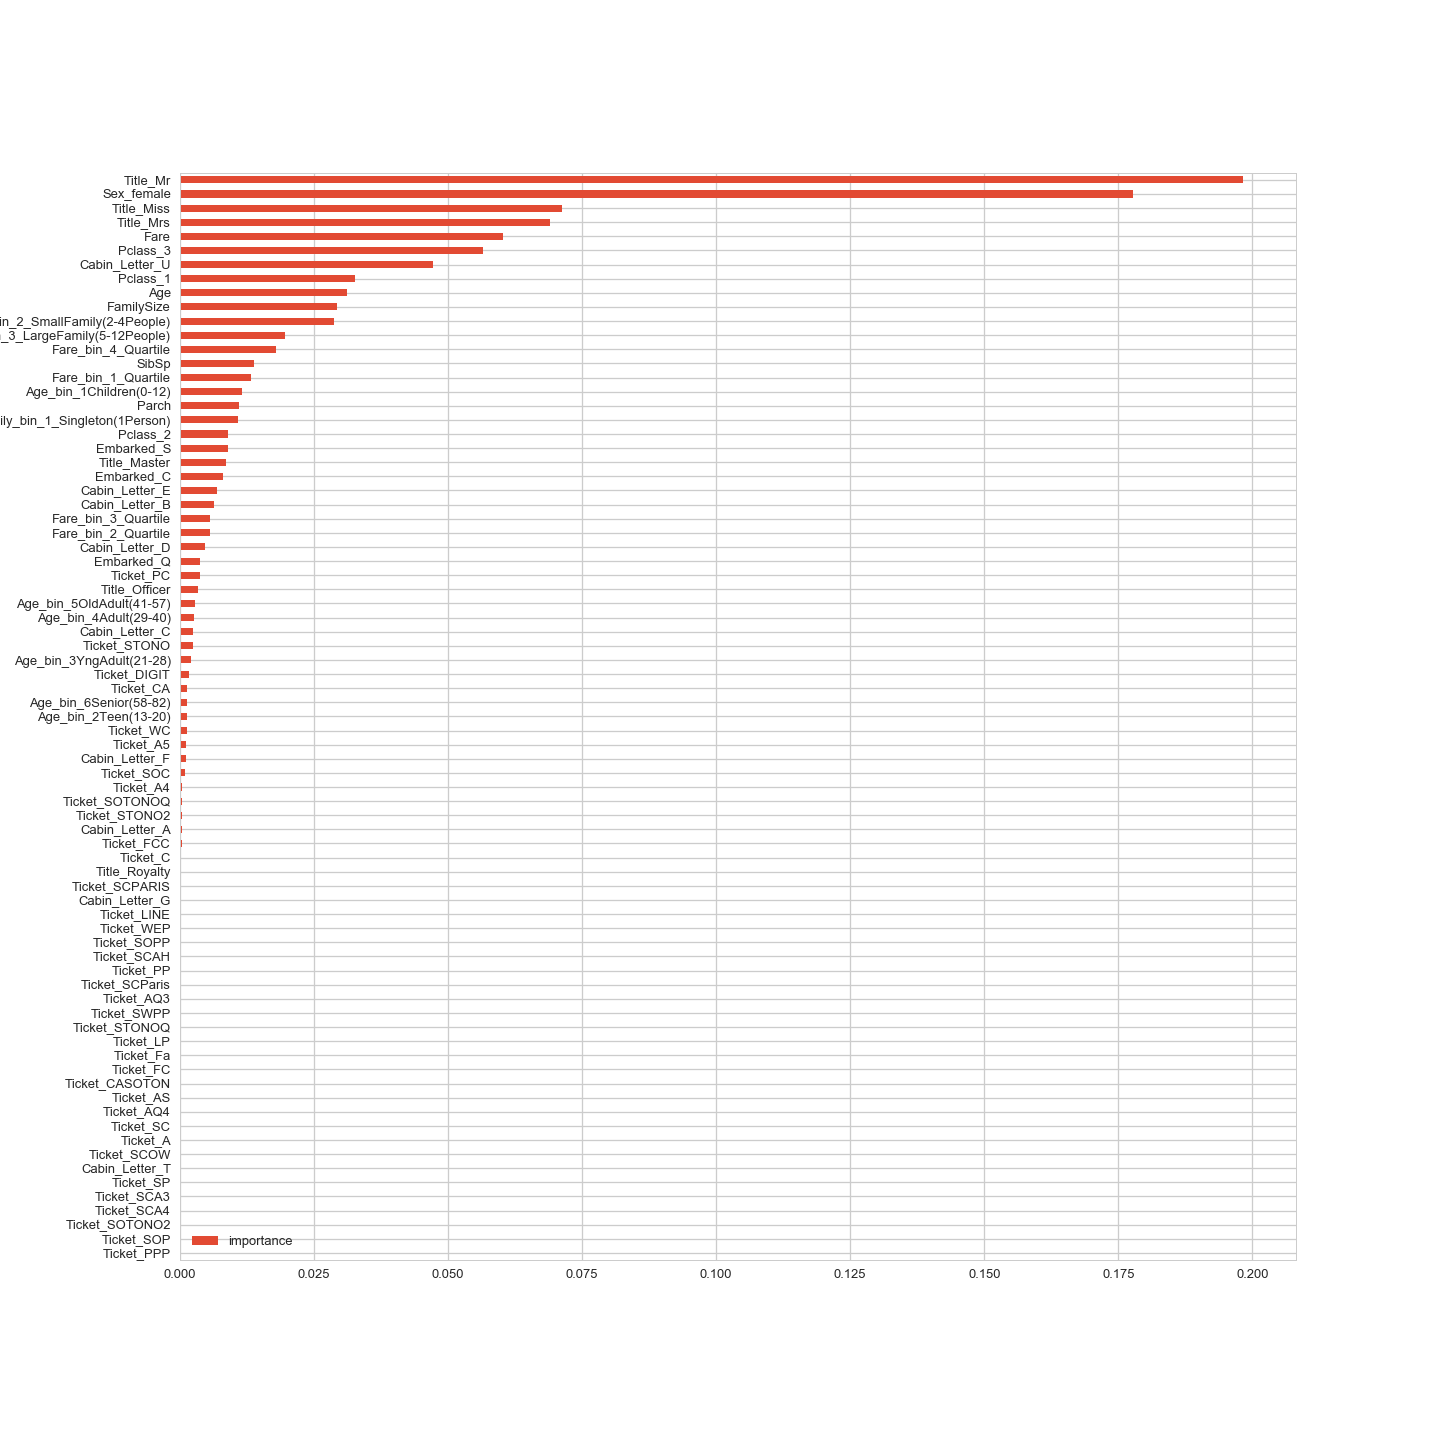 Title_Mr
Sex_female
Title_Miss
Title_Mrs
Fare
Pclass_3
Cabin_Letter_U
Pclass_1
Age
FamilySize
in_2_SmallFamily(2-4People)
_3_LargeFamily(5-12People)
Fare_bin_4_Quartile
SibSp
Fare_bin_1_Quartile
Age_bin_1Children(0-12)
Parch
ily_bin_1_Singleton(1Person)
Pclass_2
Embarked_S
Title_Master
Embarked_C
Cabin_Letter_E
Cabin_Letter_B
Fare_bin_3_Quartile
Fare_bin_2_Quartile
Cabin_Letter_D
Embarked_Q
Ticket_PC
Title_Officer
Age_bin_5OldAdult(41-57)
Age_bin_4Adult(29-40)
Cabin_Letter_C
Ticket_STONO
Age_bin_3YngAdult(21-28)
Ticket_DIGIT
Ticket_CA
Age_bin_6Senior(58-82)
Age_bin_2Teen(13-20)
Ticket_WC
Ticket_A5
Cabin_Letter_F
Ticket_SOC
Ticket_A4
Ticket_SOTONOQ
Ticket_STONO2
Cabin_Letter_A
Ticket_FCC
Ticket_C
Title_Royalty
Ticket_SCPARIS
Cabin_Letter_G
Ticket_LINE
Ticket_WEP
Ticket_SOPP
Ticket_SCAH
Ticket_PP
Ticket_SCParis
Ticket_AQ3
Ticket_SWPP
Ticket_STONOQ
Ticket_LP
Ticket_Fa
Ticket_FC
Ticket_CASOTON
Ticket_AS
Ticket_AQ4
Ticket_SC
Ticket_A
Ticket_SCOW
Cabin_Letter_T
Ticket_SP
Ticket_SCA3
Ticket_SCA4
Ticket_SOTONO2
Ticket_SOP
importance
Ticket_PPP
0.000 0.025 0.050 0.075 0.100 0.125 0.150 0.175 0.200